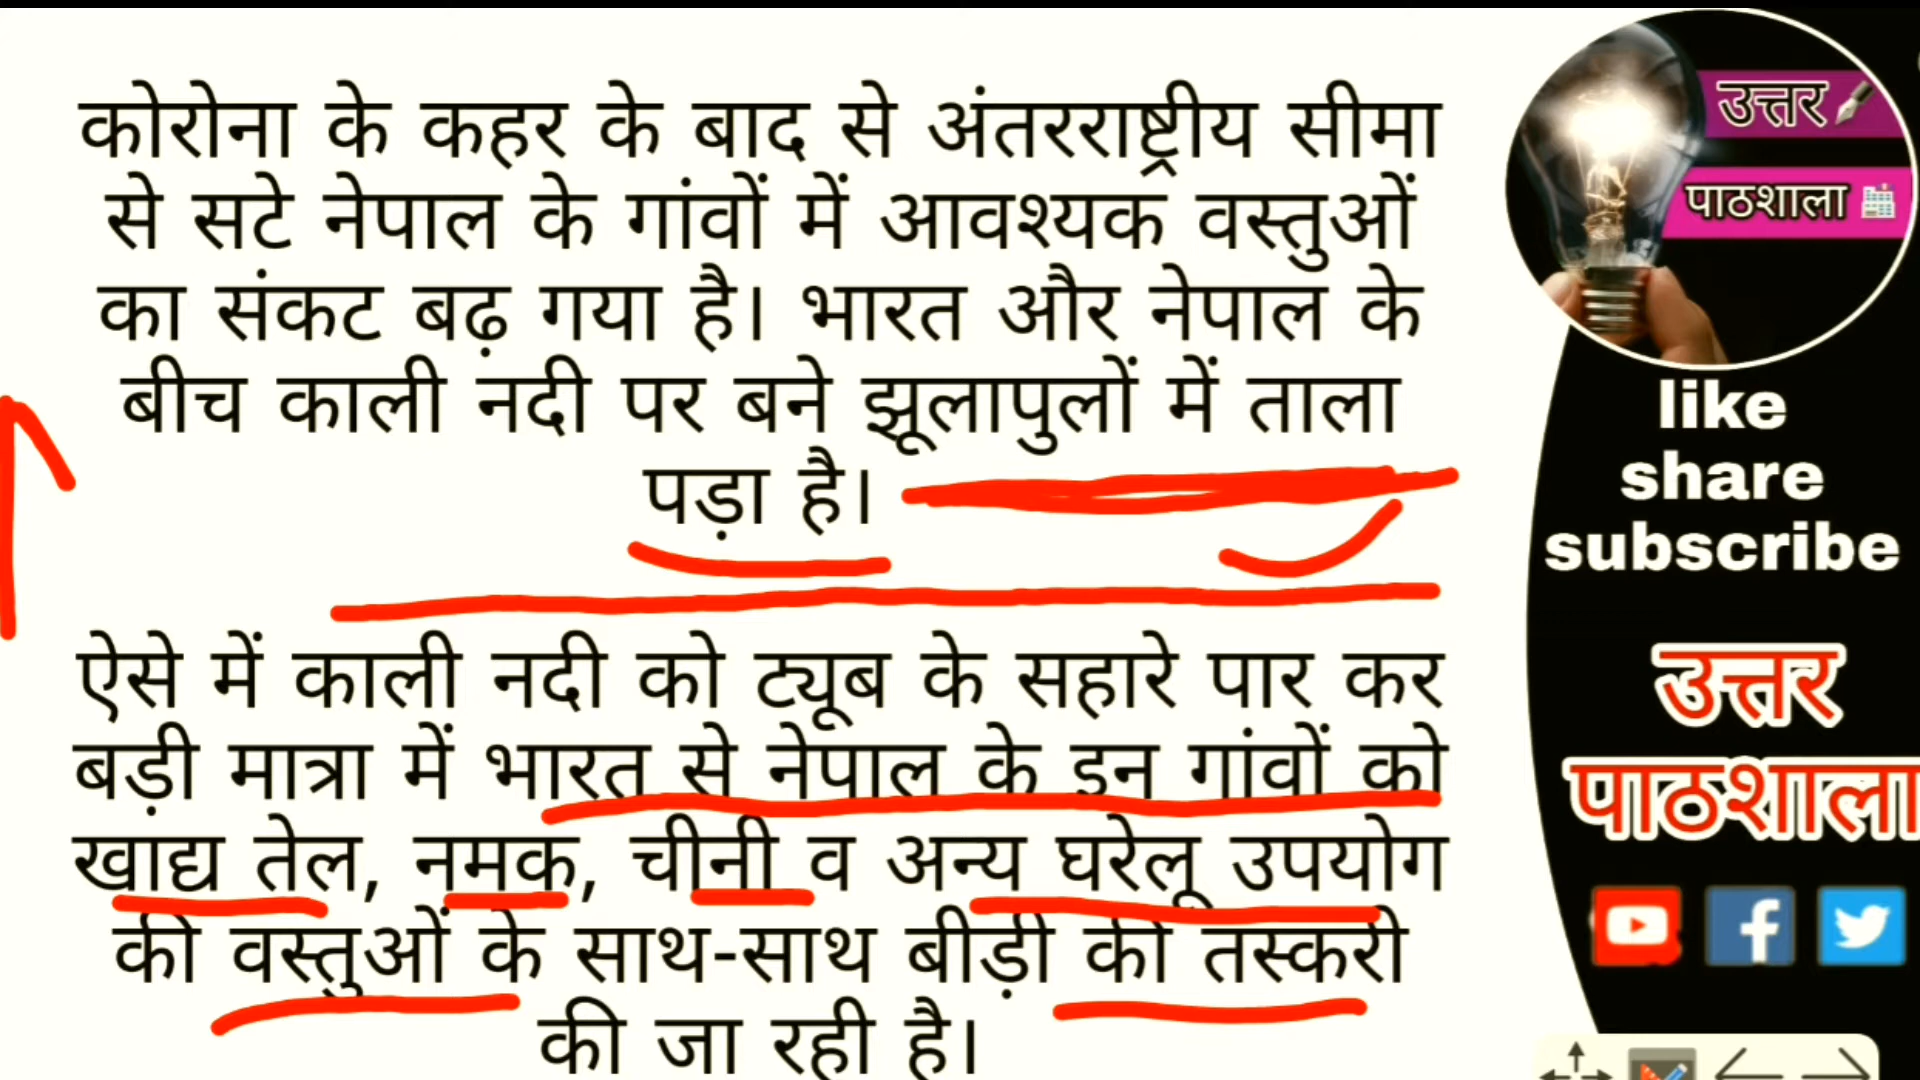 कोरोना के कहर के बाद से अंतरराष्ट्रीय सीमा
से सटे नेपाल के गांवों में आवश्यक वस्तुओं
का संकट बढ़ गया है। भारत और नेपाल के
बीच काली नदी पर बने झूलापुलों में ताला
पड़ा है।
ऐसे में काली नदी को ट्यूब के सहारे पार कर
बड़ी मात्रा में भारत से नेपाल के इन गांवों को
खाद्य तेल, नमक, चीनी व अन्य घरेलू उपयोग
की वस्तुओं के साथ-साथ बीड़ी की तस्करी
की जा रही है।
उत्तर
पाठशाला
like
share
subscribe
उत्तर
पाठशाला